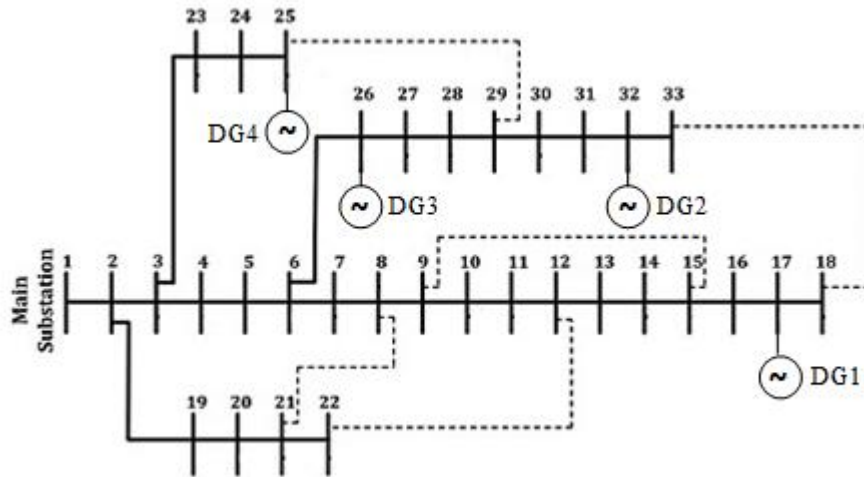 23 24 25
DG4 ~
26 27 28 29 30 31 32 33
~ DG3 ~ DG2
Main
Substation
1 2 3 4 5 6 7 8 9 10 11 12 13 14 15 16 17 18
~ DG1
19 20 21 22